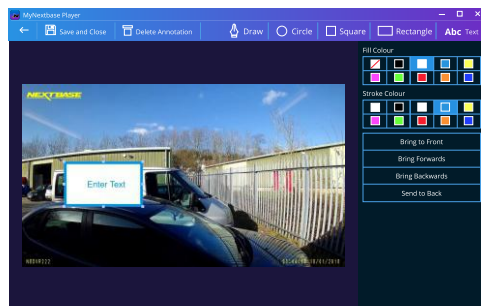 MyNextbase Player
Save and Close
Delete Annotation
Draw
Circle
Square
Rectangle
Abc Text
Fill Colour
Stroke Colour
Bring to Front
Bring Forwards
Bring Backwards
Send to Back
NEXTBASE
Enter Text